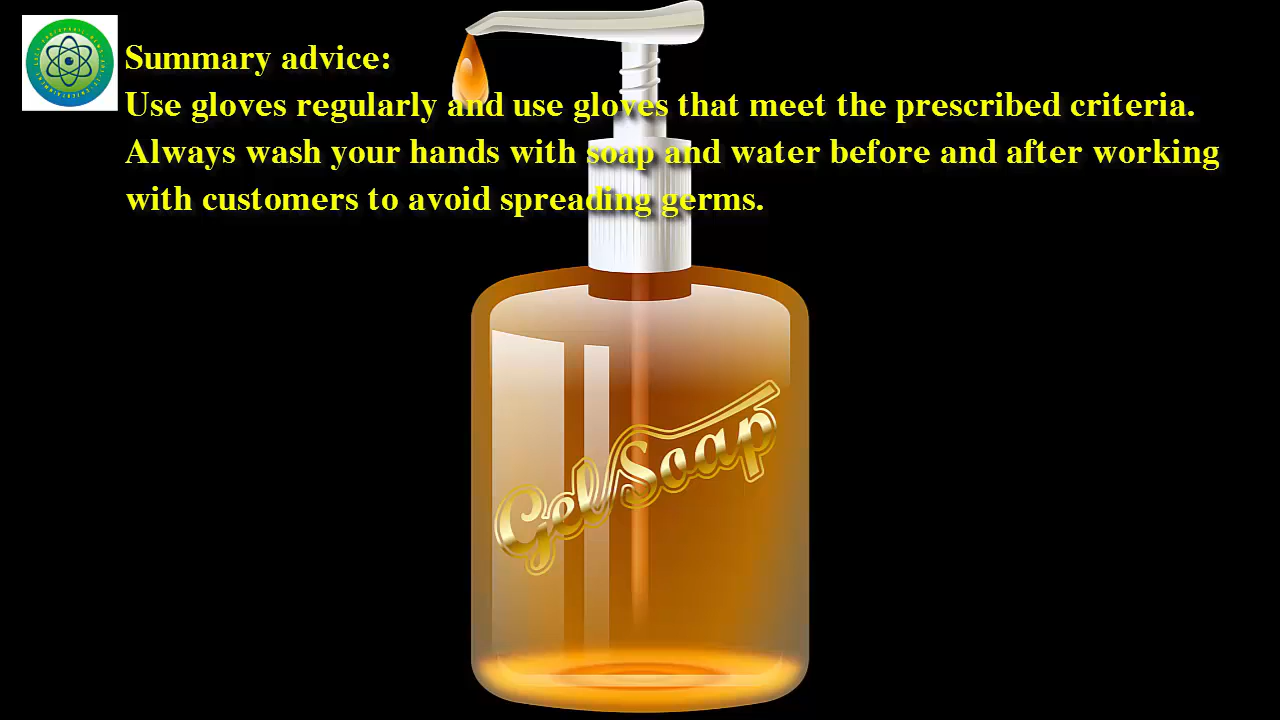 Summary advice:
Use gloves regularly and use gloves that meet the prescribed criteria.
Always wash your hands with soap and water before and after working
with customers to avoid spreading germs.
Gel Soap